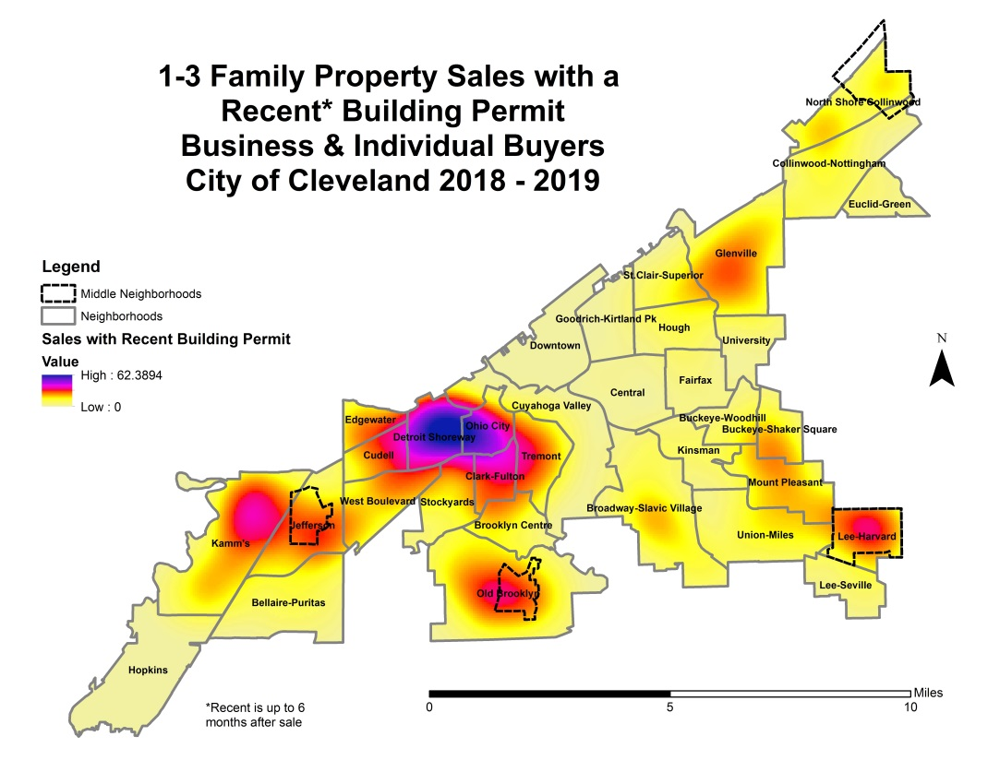 1-3 Family Property Sales with a
Recent* Building Permit
Business & Individual Buyers
City of Cleveland 2018 - 2019
North Shore Collinwood
Collinwood-Nottingham
Euclid-Green
Glenville
St.Clair-Superior
Legend
Middle Neighborhoods
Neighborhoods
Sales with Recent Building Permit
Value
High : 62.3894
Low : 0
Goodrich-Kirtland Pk
Hough
University
Downtown
N
Fairfax
Central
Cuyahoga Valley
Edgewater
Buckeye-Woodhill
Ohio City
Buckeye-Shaker Square
Detroit Shoreway
Kinsman
Cudell
Tremont
Clark-Fulton
Mount Pleasant
West Boulevard
Stockyards
Broadway-Slavic Village
Jefferson
Brooklyn Centre
Union-Miles
Lee-Harvard
Kamm's
Lee-Seville
Old Brooklyn
Bellaire-Puritas
Hopkins
Miles
0
5
10
*Recent is up to 6
months after sale